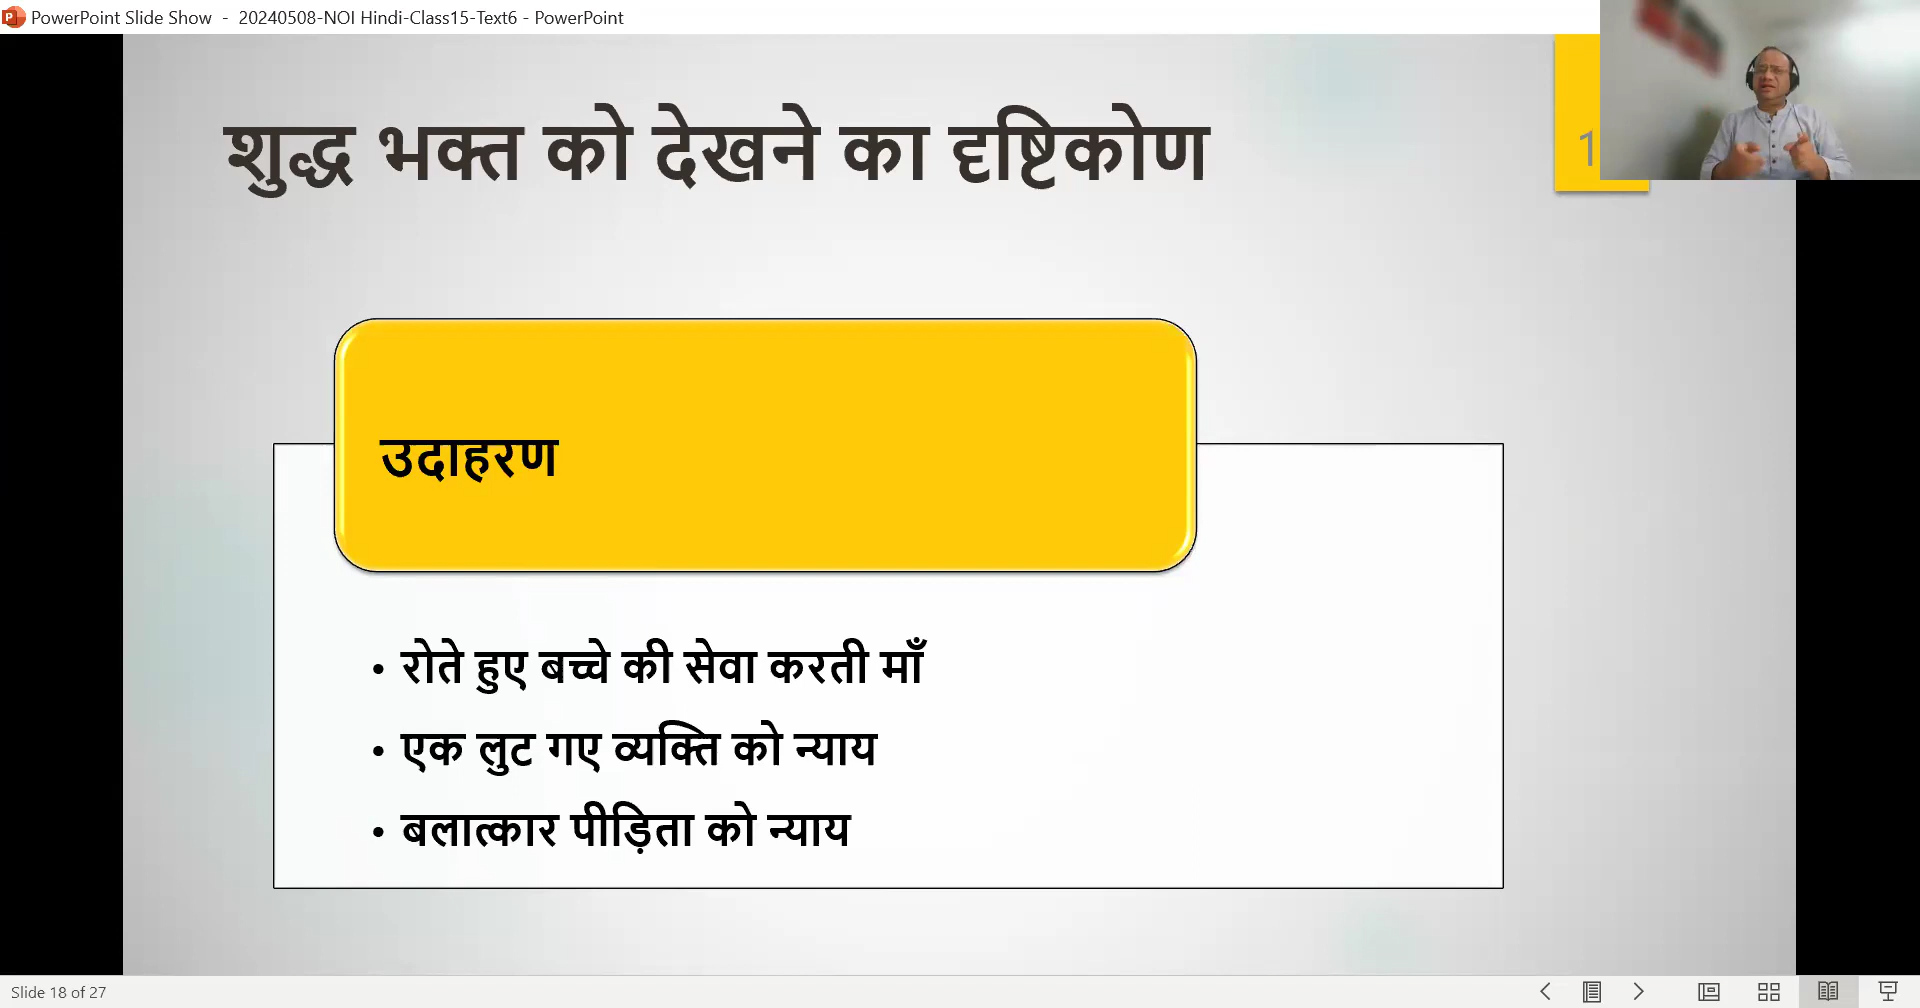 PowerPoint Slide Show - 20240508-NOI Hindi-Class15-Text6 - PowerPoint
शुद्ध भक्त को देखने का दृष्टिकोण
1
उदाहरण
• रोते हुए बच्चे की सेवा करती माँ
• एक लुट गए व्यक्ति को न्याय
• बलात्कार पीड़िता को न्याय
Slide 18 of 27